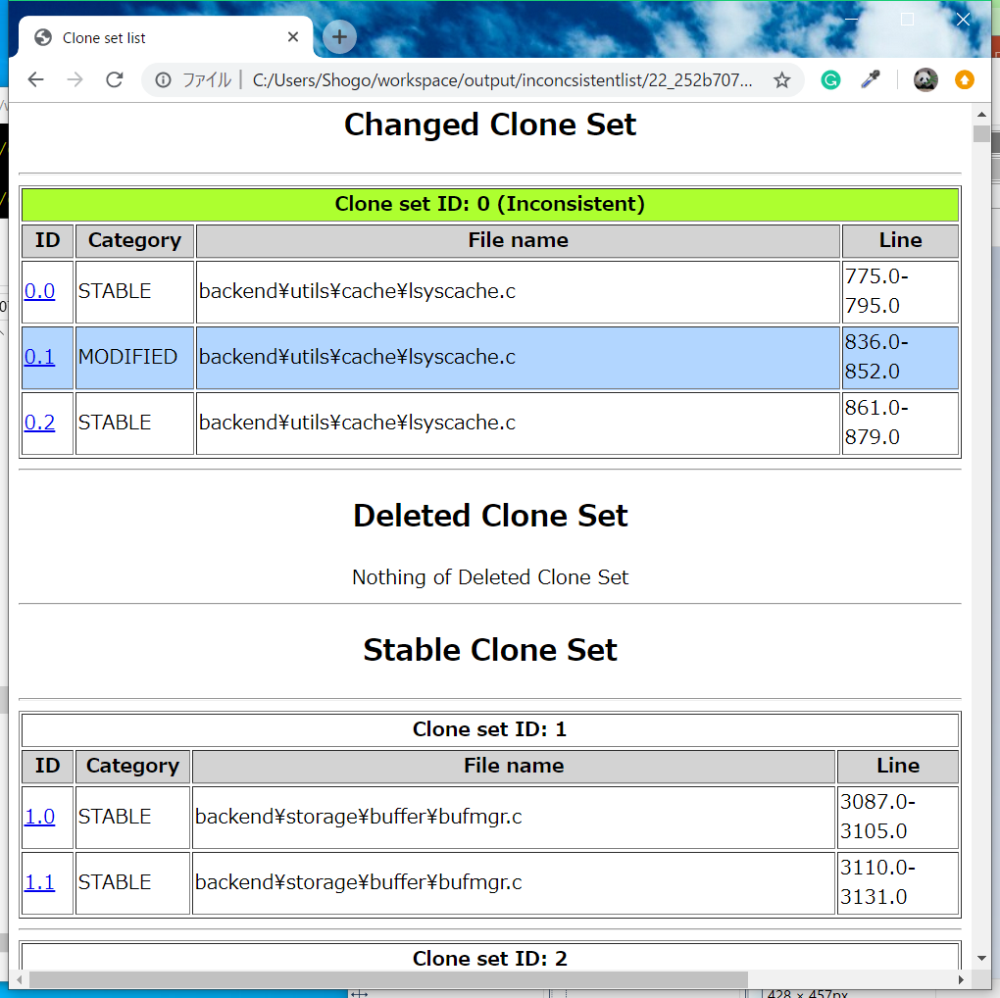 Clone set list
ファイル | C:/Users/Shogo/workspace/output/inconcsistentlist/22_252b707...
Changed Clone Set
Clone set ID: 0 (Inconsistent)
ID Category File name Line
0.0 STABLE backend¥utils¥cache¥lsyscache.c 775.0-
795.0
0.1 MODIFIED backend¥utils¥cache¥lsyscache.c 836.0-
852.0
0.2 STABLE backend¥utils¥cache¥lsyscache.c 861.0-
879.0
Deleted Clone Set
Nothing of Deleted Clone Set
Stable Clone Set
Clone set ID: 1
ID Category File name Line
1.0 STABLE backend¥storage¥buffer¥bufmgr.c 3087.0-
3105.0
1.1 STABLE backend¥storage¥buffer¥bufmgr.c 3110.0-
3131.0
Clone set ID: 2
428 × 457px